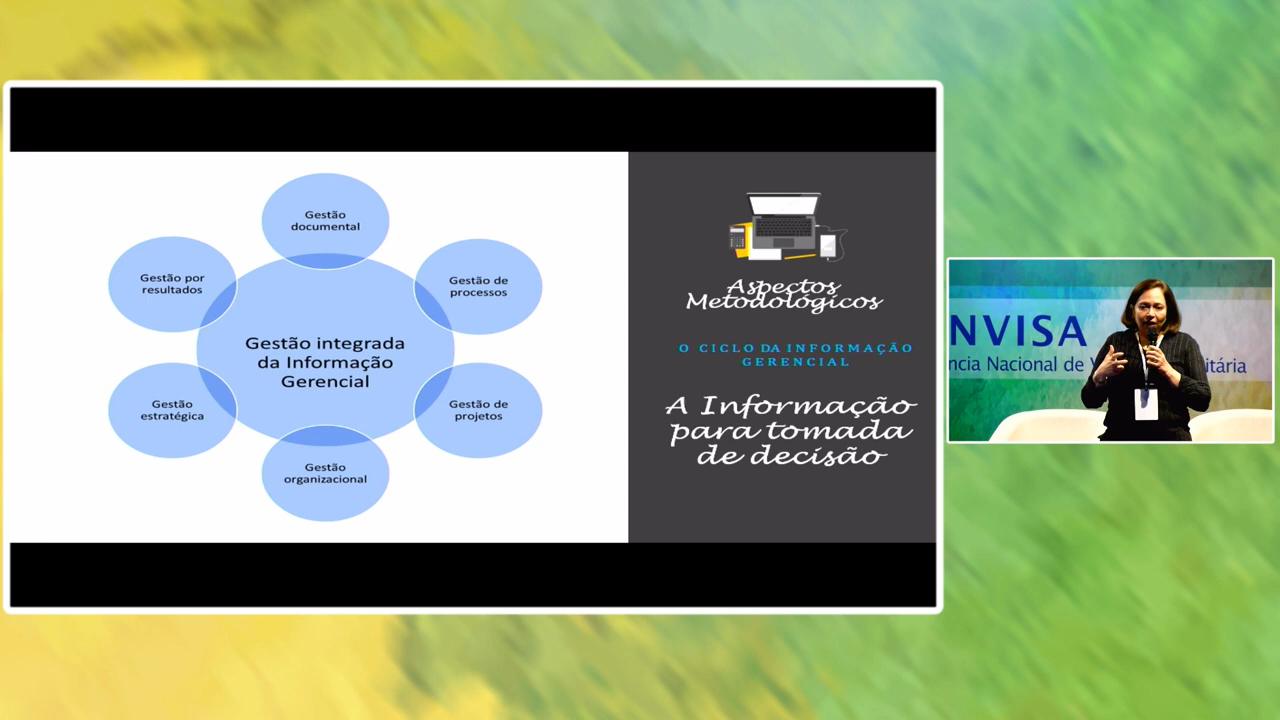 Gestão
documental
Gestão por
resultados
Gestão de
processos
Gestão integrada
da Informação
Gerencial
Gestão
estratégica
Gestão de
projetos
Gestão
organizacional
Aspectos
Metodológicos
O CICLO DA INFORMAÇÃO
GERENCIAL
A Informação
para tomada
de decisão
NVISA
ncia Nacional de V
itária